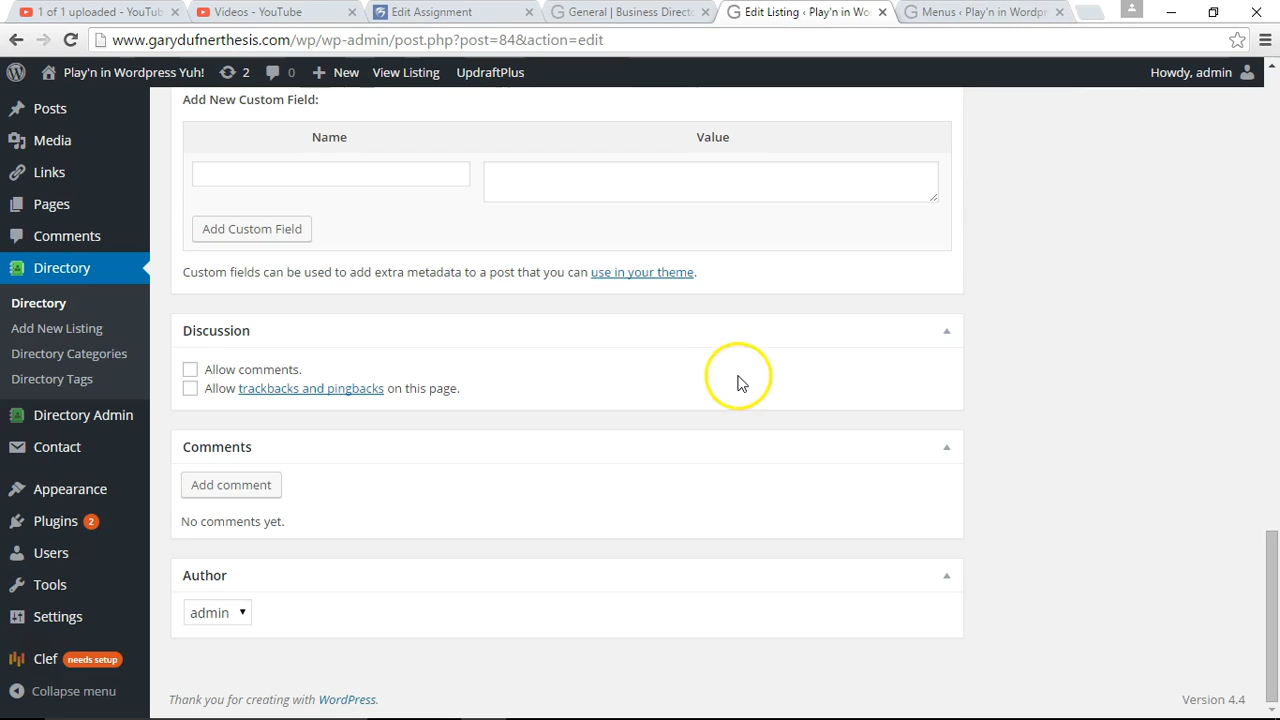 1 of 1 uploaded - YouTub
Videos - YouTube
Edit Assignment
General | Business Direct
Edit Listing ‹ Play'n in Wo
Menus ‹ Play'n in Wordpr
www.garydufnerthesis.com/wp/wp-admin/post.php?post=84&action=edit
Play'n in Wordpress Yuh!
2
0
New
View Listing
UpdraftPlus
Howdy, admin
Posts
Media
Links
Pages
Comments
Directory
Directory
Add New Listing
Directory Categories
Directory Tags
Directory Admin
Contact
Appearance
Plugins 2
Users
Tools
Settings
Clef needs setup
Collapse menu
Add New Custom Field:
Name
Value
Add Custom Field
Custom fields can be used to add extra metadata to a post that you can use in your theme.
Discussion
Allow comments.
Allow trackbacks and pingbacks on this page.
Comments
Add comment
No comments yet.
Author
admin
Thank you for creating with WordPress.
Version 4.4